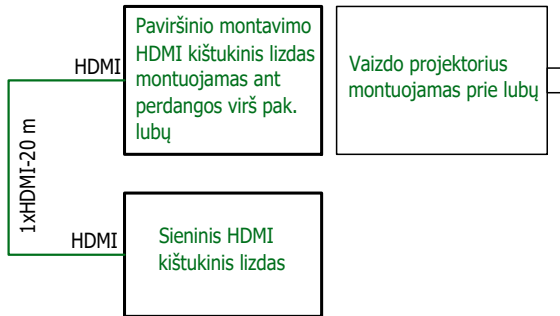 HDMI
Paviršinio montavimo
HDMI kištukinis lizdas
montuojamas ant
perdangos virš pak.
lubų
Vaizdo projektorius
montuojamas prie lubų
1xHDMI-20 m
HDMI
Sieninis HDMI
kištukinis lizdas